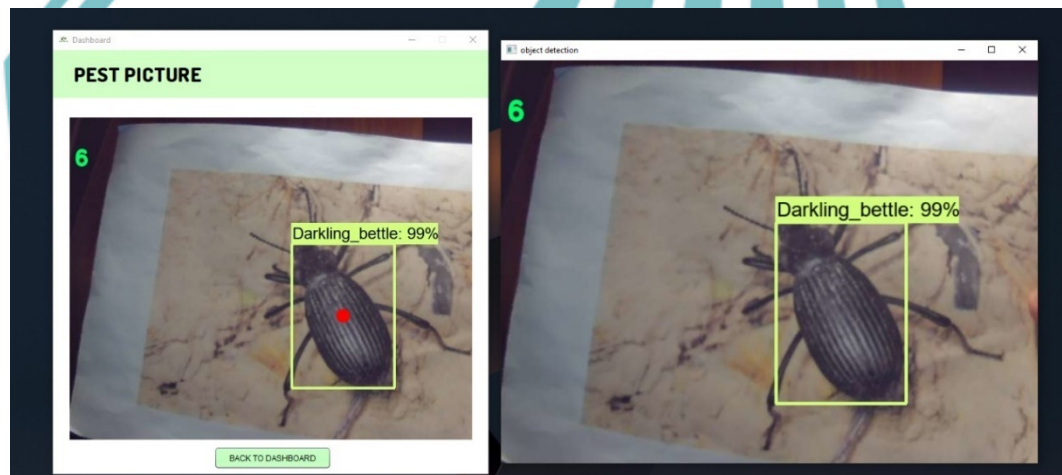 Dashboard
PEST PICTURE
6
Darkling_bettle: 99%
BACK TO DASHBOARD
object detection
6
Darkling_bettle: 99%